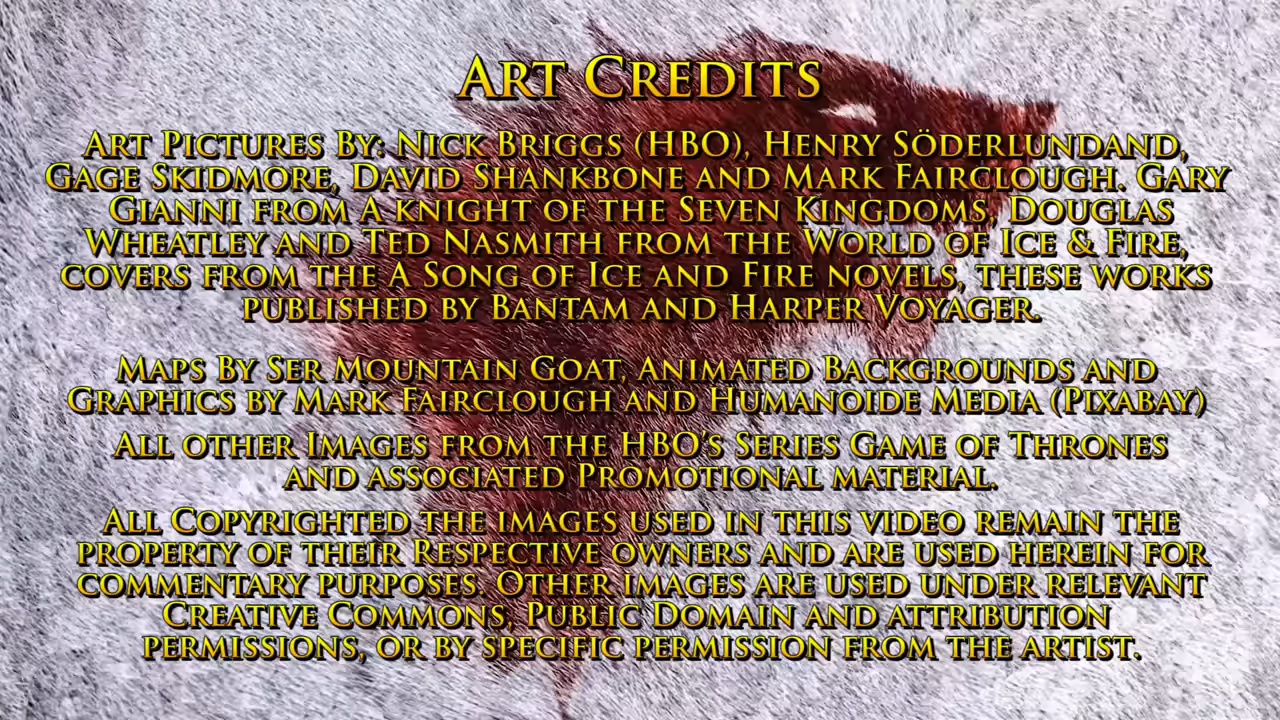 Art Credits
Art Pictures By: Nick Briggs (HBO), Henry Söderlundand,
Gage Skidmore, David Shankbone and Mark Fairclough. Gary
Gianni from A knight of the Seven Kingdoms, Douglas
Wheatley and Ted Nasmith from the World of Ice & Fire,
covers from the A Song of Ice and Fire novels, these works
published by Bantam and Harper Voyager.
Maps By Ser Mountain Goat, Animated Backgrounds and
Graphics by Mark Fairclough and Humanoide Media (Pixabay)
All other Images from the HBO's Series Game of Thrones
and associated Promotional material.
All Copyrighted the images used in this video remain the
property of their Respective owners and are used herein for
commentary purposes. Other images are used under relevant
Creative Commons, Public Domain and attribution
permissions, or by specific permission from the artist.